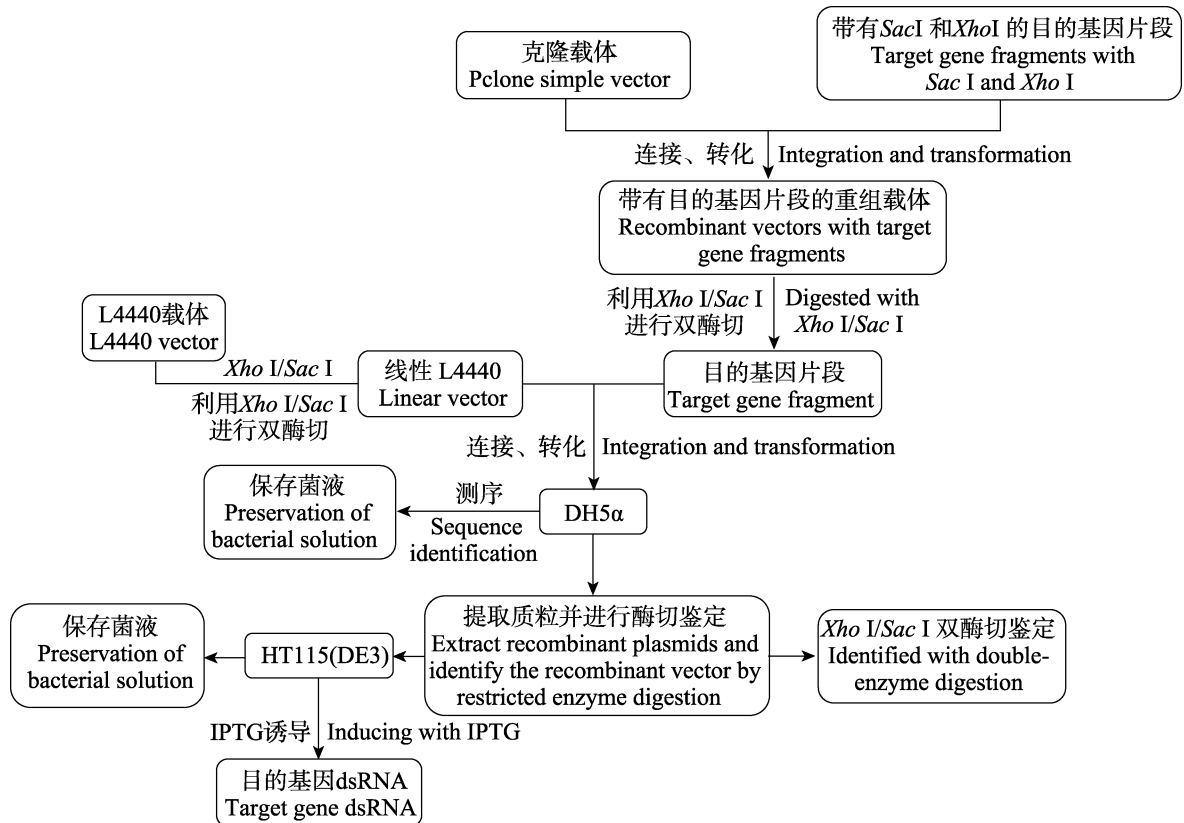 克隆载体
Pclone simple vector
带有SacI 和XhoI 的目的基因片段
Target gene fragments with
Sac I and Xho I
连接、转化
Integration and transformation
带有目的基因片段的重组载体
Recombinant vectors with target
gene fragments
利用Xho I/Sac I
进行双酶切
Digested with
Xho I/Sac I
L4440载体
L4440 vector
Xho I/Sac I
利用Xho I/Sac I
进行双酶切
线性 L4440
Linear vector
目的基因片段
Target gene fragment
连接、转化
Integration and transformation
保存菌液
Preservation of
bacterial solution
测序
Sequence
identification
DH5α
保存菌液
Preservation of
bacterial solution
HT115(DE3)
提取质粒并进行酶切鉴定
Extract recombinant plasmids and
identify the recombinant vector by
restricted enzyme digestion
Xho I/Sac I 双酶切鉴定
Identified with double-
enzyme digestion
IPTG诱导
Inducing with IPTG
目的基因dsRNA
Target gene dsRNA